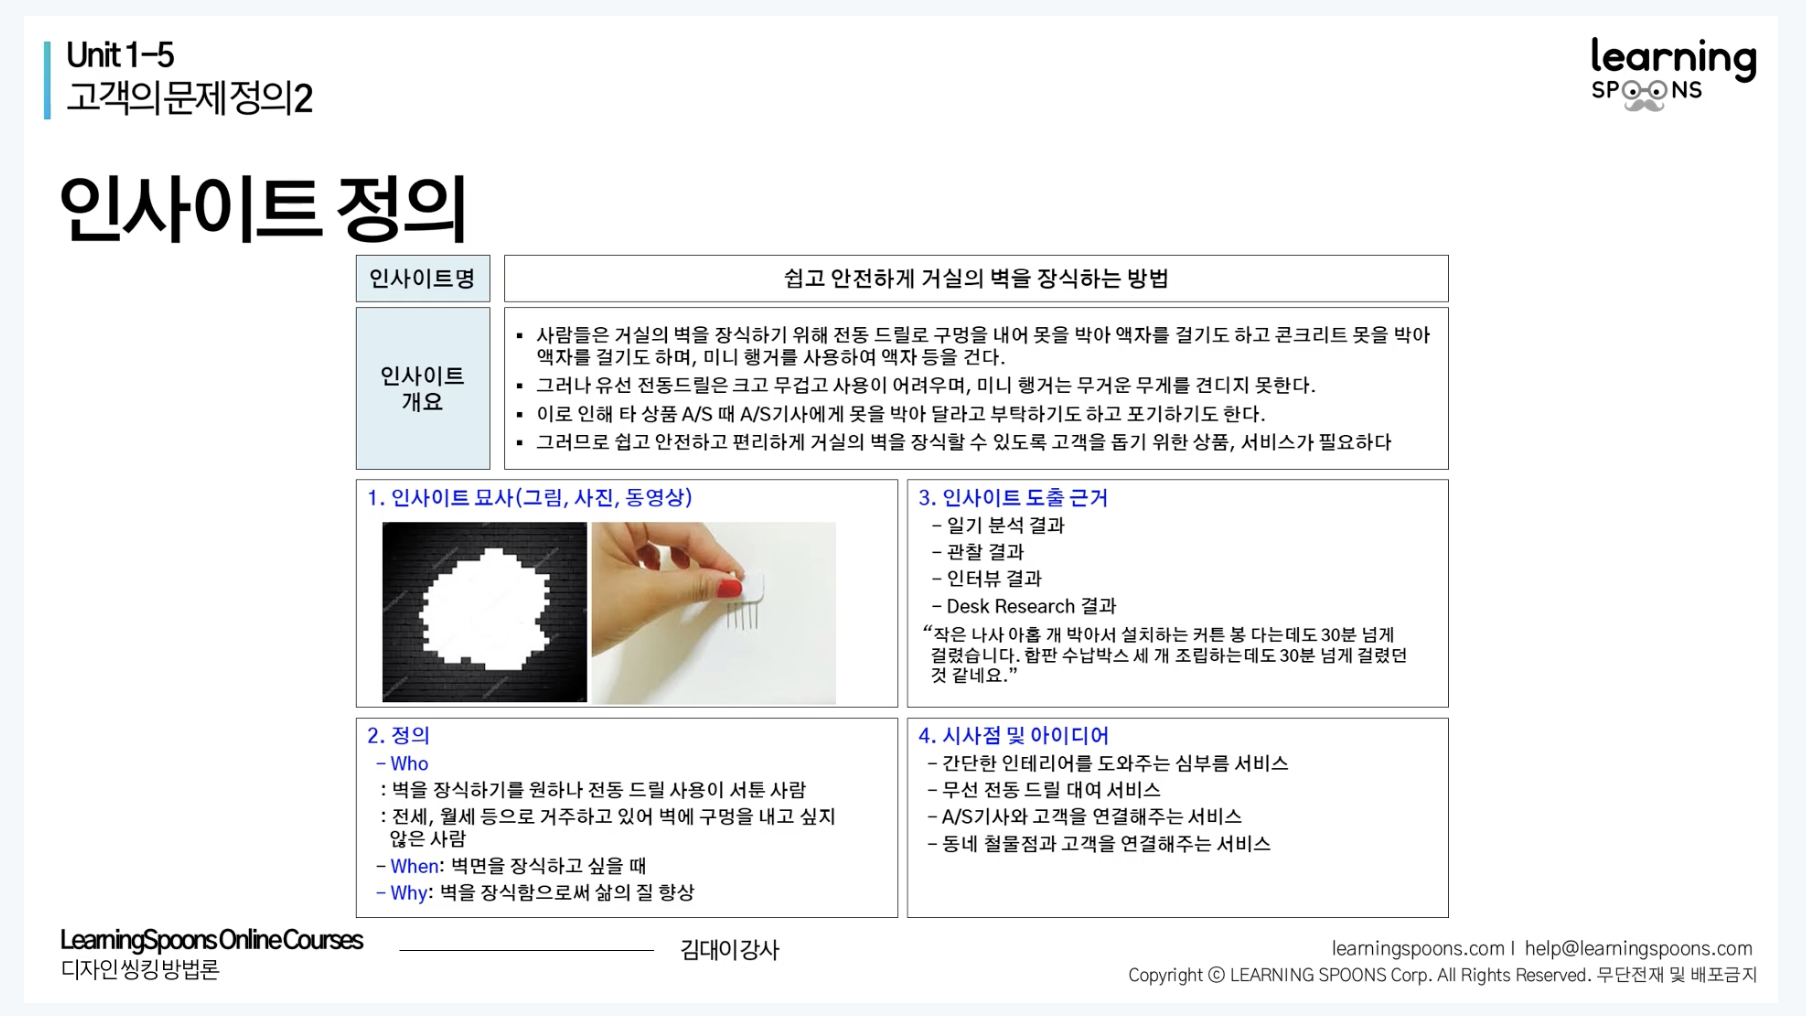 Unit 1-5
고객의 문제 정의2
learning
SPOONS
인사이트 정의
인사이트명
쉽고 안전하게 거실의 벽을 장식하는 방법
인사이트
개요
▪ 사람들은 거실의 벽을 장식하기 위해 전동 드릴로 구멍을 내어 못을 박아 액자를 걸기도 하고 콘크리트 못을 박아
액자를 걸기도 하며, 미니 행거를 사용하여 액자 등을 건다.
▪ 그러나 유선 전동드릴은 크고 무겁고 사용이 어려우며, 미니 행거는 무거운 무게를 견디지 못한다.
▪ 이로 인해 타 상품 A/S 때 A/S기사에게 못을 박아 달라고 부탁하기도 하고 포기하기도 한다.
▪ 그러므로 쉽고 안전하고 편리하게 거실의 벽을 장식할 수 있도록 고객을 돕기 위한 상품, 서비스가 필요하다
1. 인사이트 묘사(그림, 사진, 동영상)
2. 정의
– Who
: 벽을 장식하기를 원하나 전동 드릴 사용이 서툰 사람
: 전세, 월세 등으로 거주하고 있어 벽에 구멍을 내고 싶지
않은 사람
– When: 벽면을 장식하고 싶을 때
– Why: 벽을 장식함으로써 삶의 질 향상
3. 인사이트 도출 근거
– 일기 분석 결과
– 관찰 결과
– 인터뷰 결과
– Desk Research 결과
“작은 나사 아홉 개 박아서 설치하는 커튼 봉 다는데도 30분 넘게
걸렸습니다. 합판 수납박스 세 개 조립하는데도 30분 넘게 걸렸던
것 같네요.”
4. 시사점 및 아이디어
– 간단한 인테리어를 도와주는 심부름 서비스
– 무선 전동 드릴 대여 서비스
– A/S기사와 고객을 연결해주는 서비스
– 동네 철물점과 고객을 연결해주는 서비스
LearningSpoons Online Courses
디자인 씽킹 방법론
김대이 강사
learningspoons.com | help@learningspoons.com
Copyright ⓒ LEARNING SPOONS Corp. All Rights Reserved. 무단전재 및 배포금지